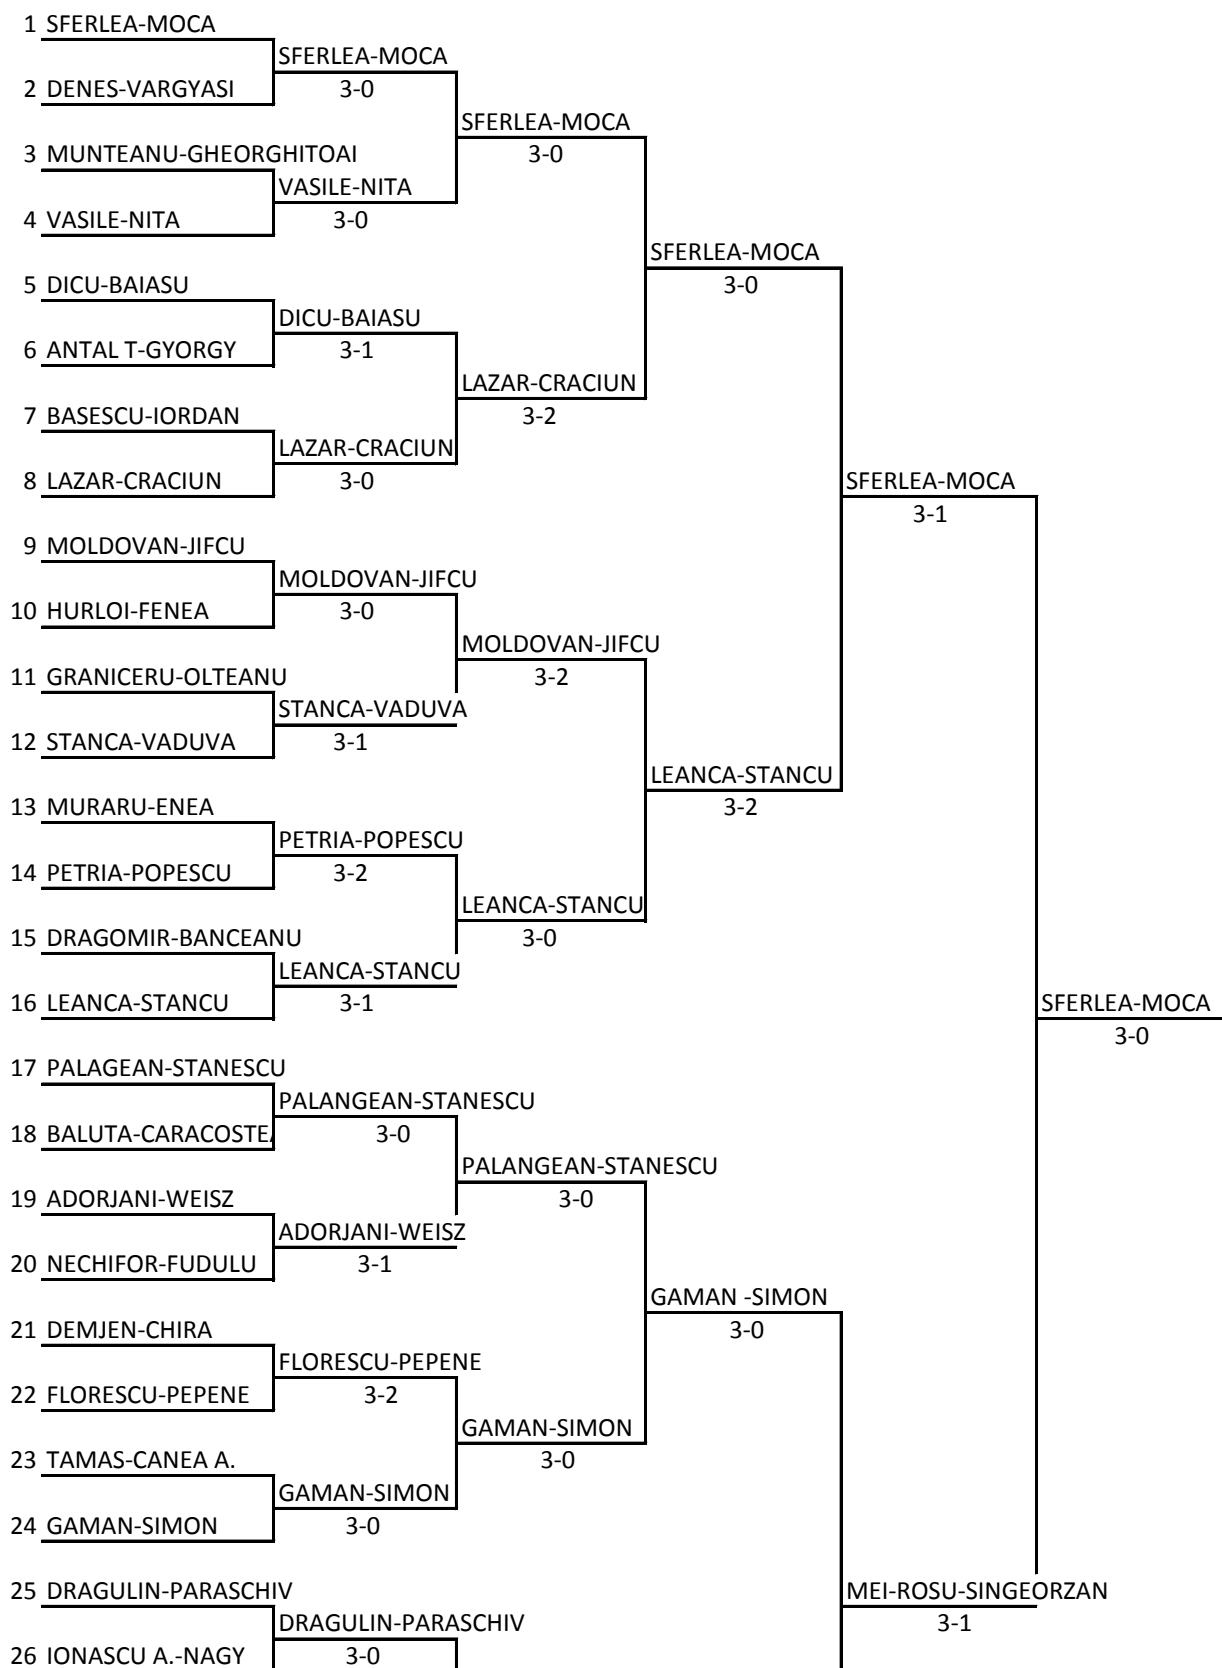 1 SFERLEA-MOCA
SFERLEA-MOCA
2 DENES-VARGYASI
3-0
SFERLEA-MOCA
3 MUNTEANU-GHEORGHITOAI
3-0
VASILE-NITA
4 VASILE-NITA
3-0
SFERLEA-MOCA
5 DICU-BAIASU
3-0
DICU-BAIASU
6 ANTAL T-GYORGY
3-1
LAZAR-CRACIUN
7 BASESCU-IORDAN
3-2
LAZAR-CRACIUN
8 LAZAR-CRACIUN
3-0
SFERLEA-MOCA
3-1
9 MOLDOVAN-JIFCU
MOLDOVAN-JIFCU
10 HURLOI-FENEA
3-0
MOLDOVAN-JIFCU
11 GRANICERU-OLTEANU
3-2
STANCA-VADUVA
12 STANCA-VADUVA
3-1
LEANCA-STANCU
13 MURARU-ENEA
3-2
PETRIA-POPESCU
14 PETRIA-POPESCU
3-2
LEANCA-STANCU
15 DRAGOMIR-BANCEANU
3-0
LEANCA-STANCU
16 LEANCA-STANCU
3-1
SFERLEA-MOCA
3-0
17 PALAGEAN-STANESCU
PALANGEAN-STANESCU
18 BALUTA-CARACOSTEA
3-0
PALANGEAN-STANESCU
19 ADORJANI-WEISZ
3-0
ADORJANI-WEISZ
20 NECHIFOR-FUDULU
3-1
GAMAN -SIMON
21 DEMJEN-CHIRA
3-0
FLORESCU-PEPENE
22 FLORESCU-PEPENE
3-2
GAMAN-SIMON
23 TAMAS-CANEA A.
3-0
GAMAN-SIMON
24 GAMAN-SIMON
3-0
25 DRAGULIN-PARASCHIV
MEI-ROSU-SINGEORZAN
DRAGULIN-PARASCHIV
3-1
26 IONASCU A.-NAGY
3-0